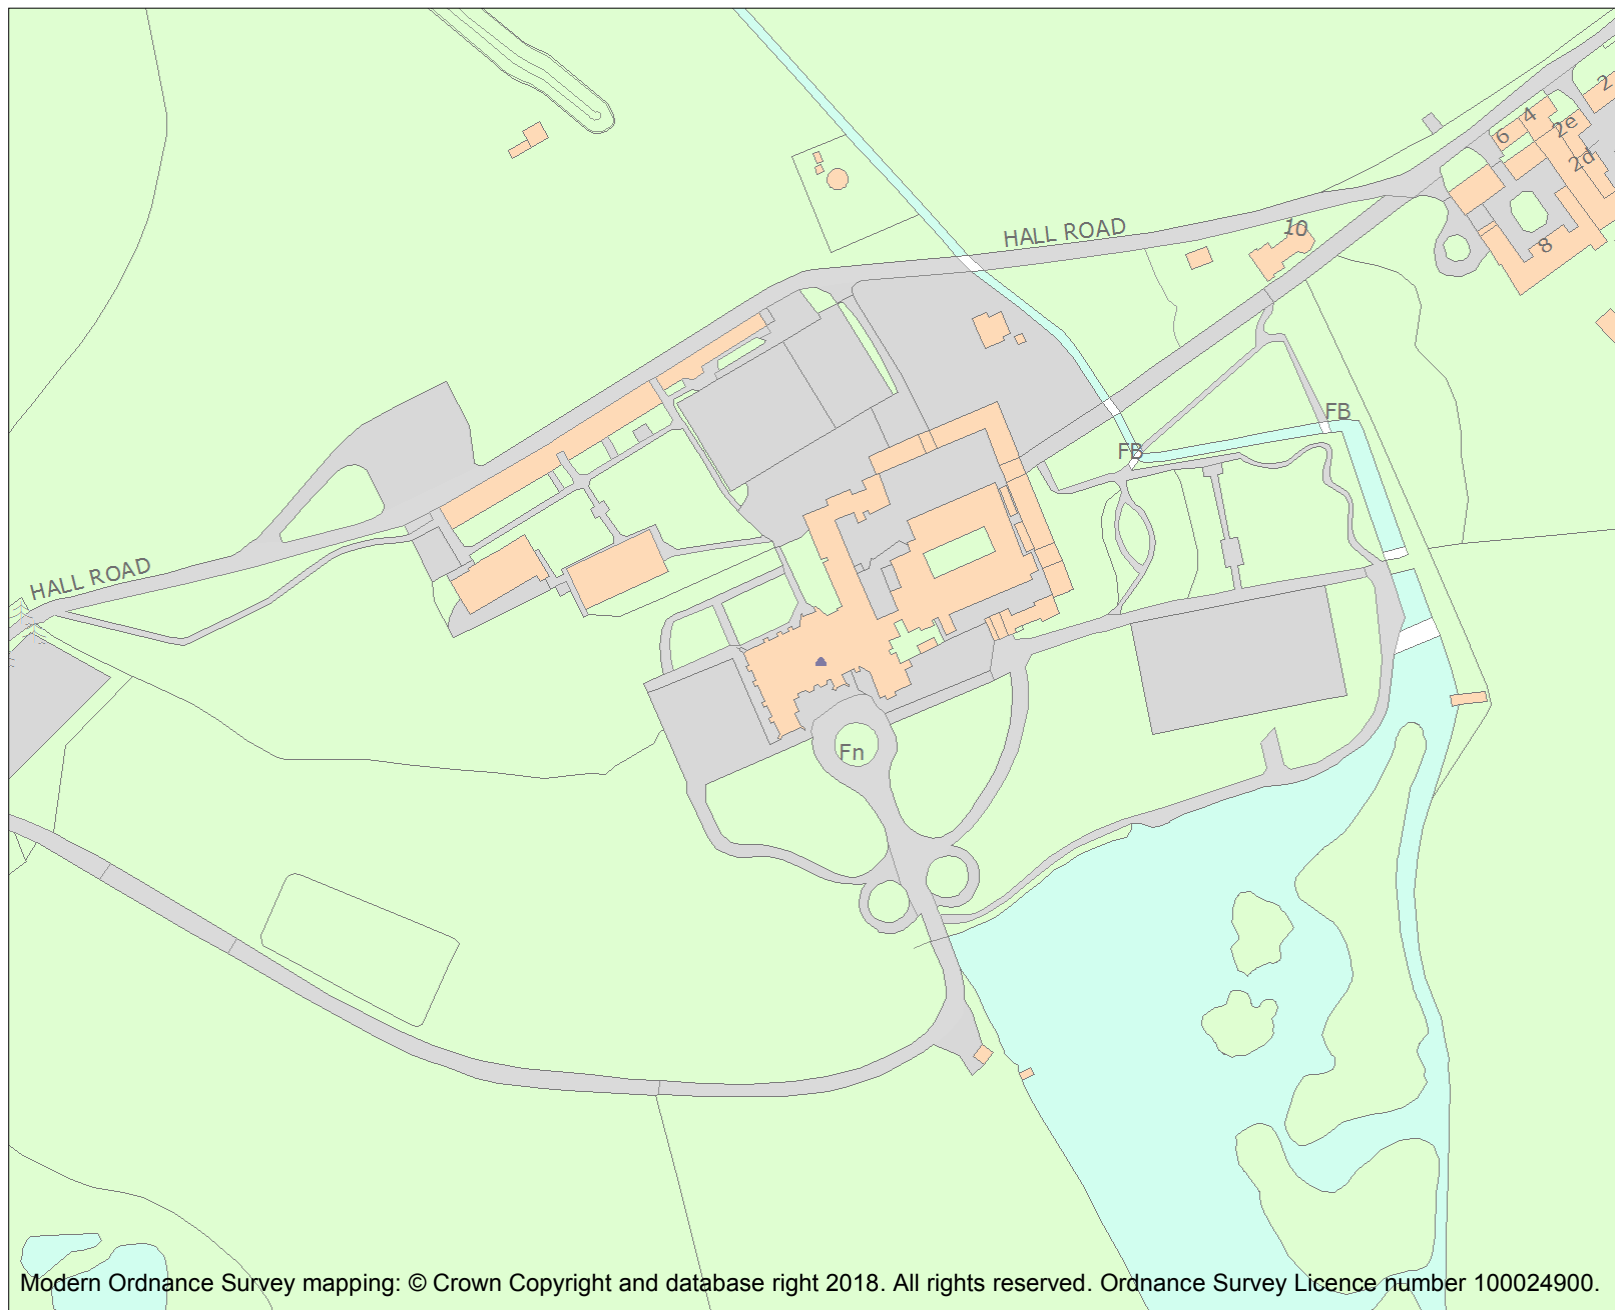 2
4
6
2e
2d
HALL ROAD
10
8
FB
FB
HALL ROAD
Fn
Modern Ordnance Survey mapping: © Crown Copyright and database right 2018. All rights reserved. Ordnance Survey Licence number 100024900.